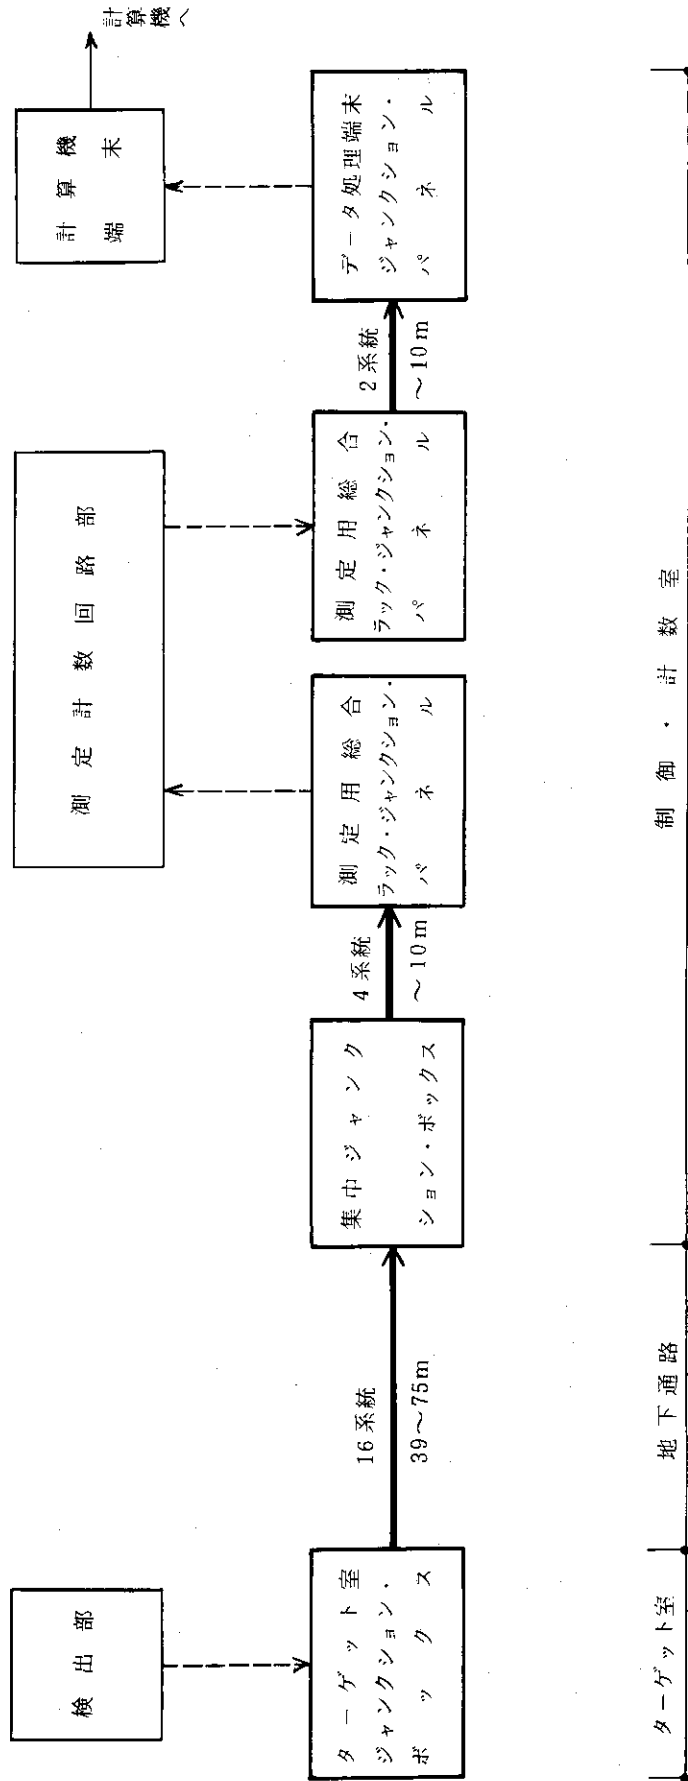 検出部
測定計数回路部
計算機
端末
計算機へ
ターゲット室
ジャンクション・
ボックス
16系統
39～75m
集中ジャンク
ション・ボックス
4系統
～10m
測定用総合
ラック・ジャンクション・
パネル
測定用総合
ラック・ジャンクション・
パネル
2系統
～10m
データ処理端末
ジャンクション・
パネル
ターゲット室
地下通路
制御・計数室